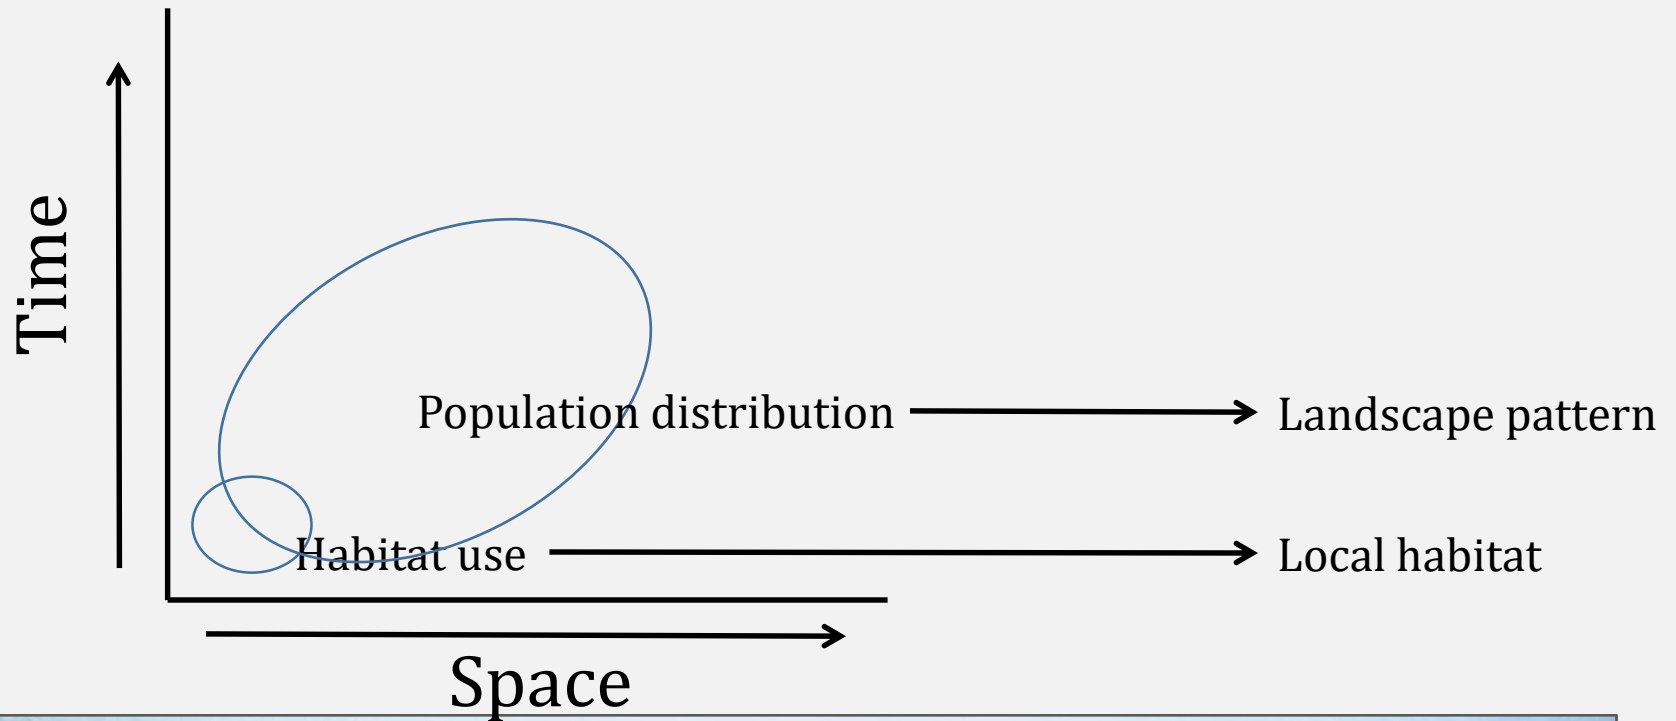 Time
Population distribution
Landscape pattern
Habitat use
Local habitat
Space